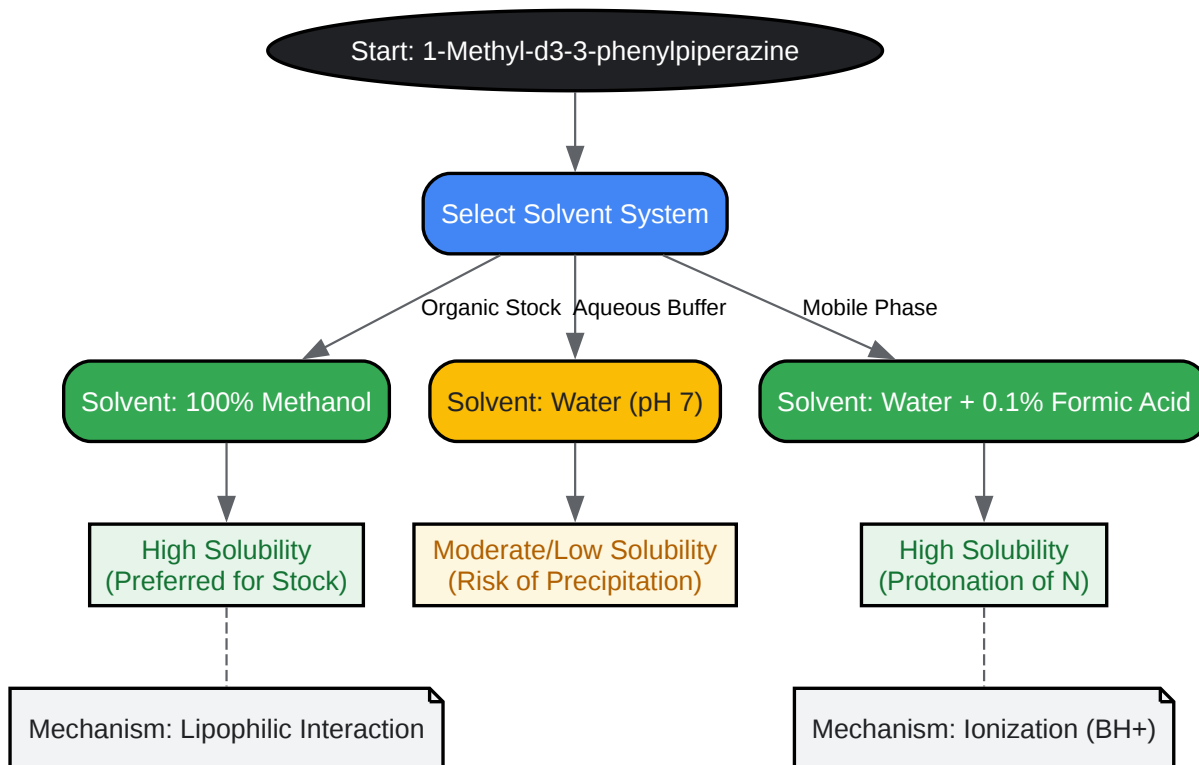 Start: 1-Methyl-d3-3-phenylpiperazine
Select Solvent System
Organic Stock
Aqueous Buffer
Mobile Phase
Solvent: 100% Methanol
Solvent: Water (pH 7)
Solvent: Water + 0.1% Formic Acid
High Solubility
(Preferred for Stock)
Moderate/Low Solubility
(Risk of Precipitation)
High Solubility
(Protonation of N)
Mechanism: Lipophilic Interaction
Mechanism: Ionization (BH+)